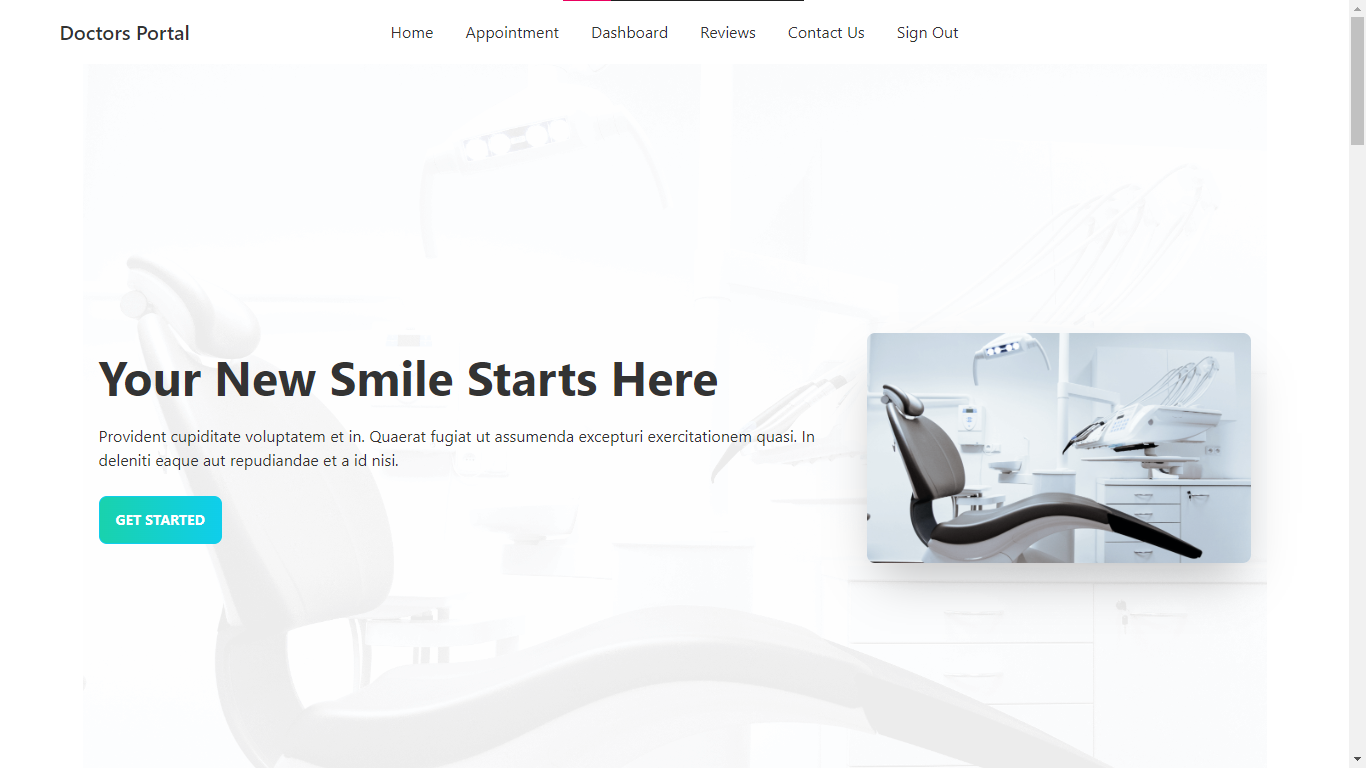 Doctors Portal
Home
Appointment
Dashboard
Reviews
Contact Us
Sign Out
Your New Smile Starts Here
Provident cupiditate voluptatem et in. Quaerat fugiat ut assumenda excepturi exercitationem quasi. In
deleniti eaque aut repudiandae et a id nisi.
GET STARTED